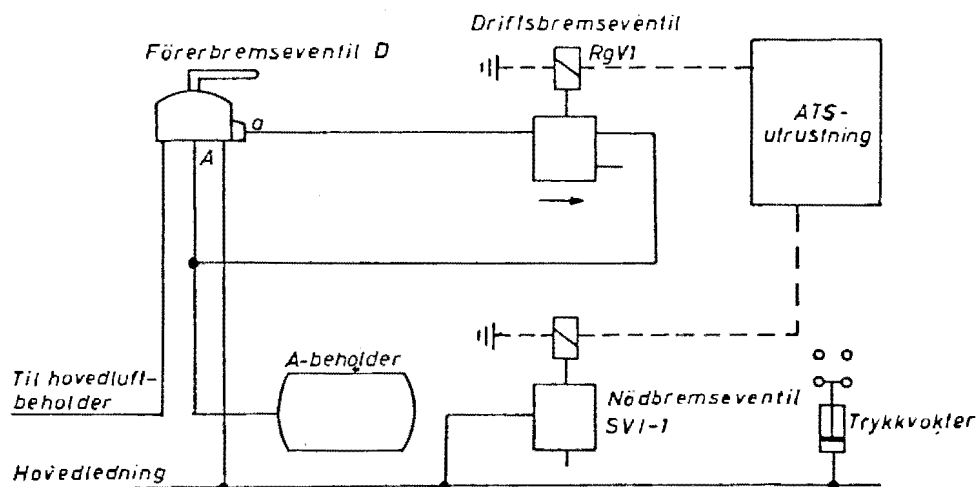 Driftsbremseventil
RgV1
Förerbremseventil D
ATS-
utrustning
a
A
A-beholder
Til hovedluft-
beholder
Nödbremseventil
SV1-1
Trykkvokter
Hovedledning